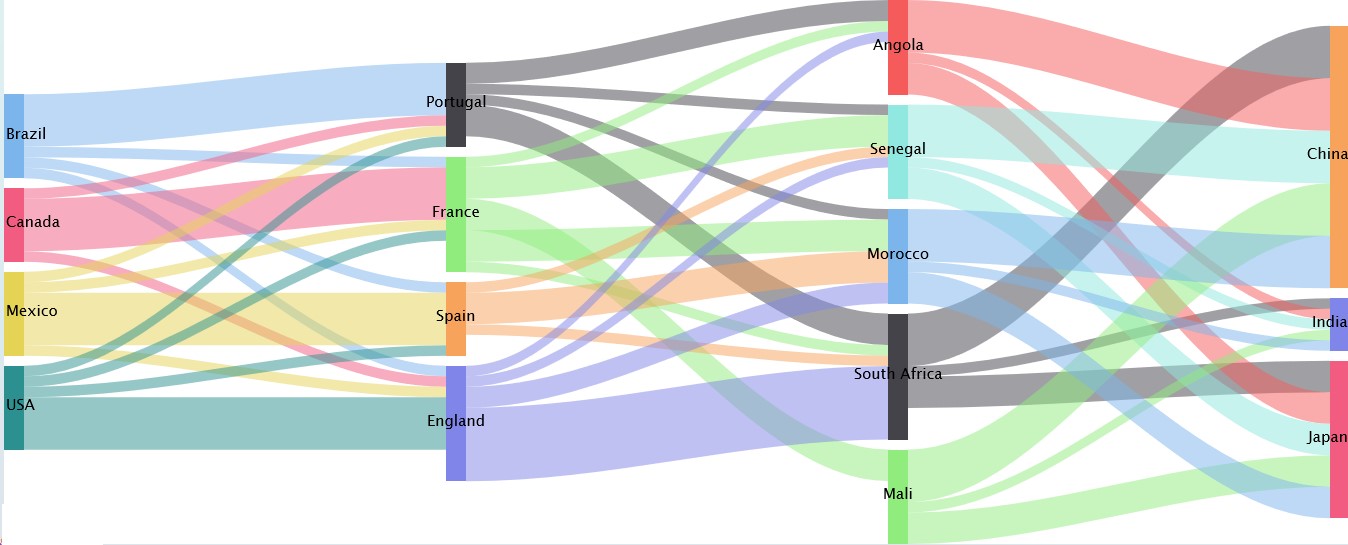 Brazil
Canada
Mexico
USA
Portugal
France
Spain
England
Angola
Senegal
Morocco
South Africa
Mali
China
India
Japan